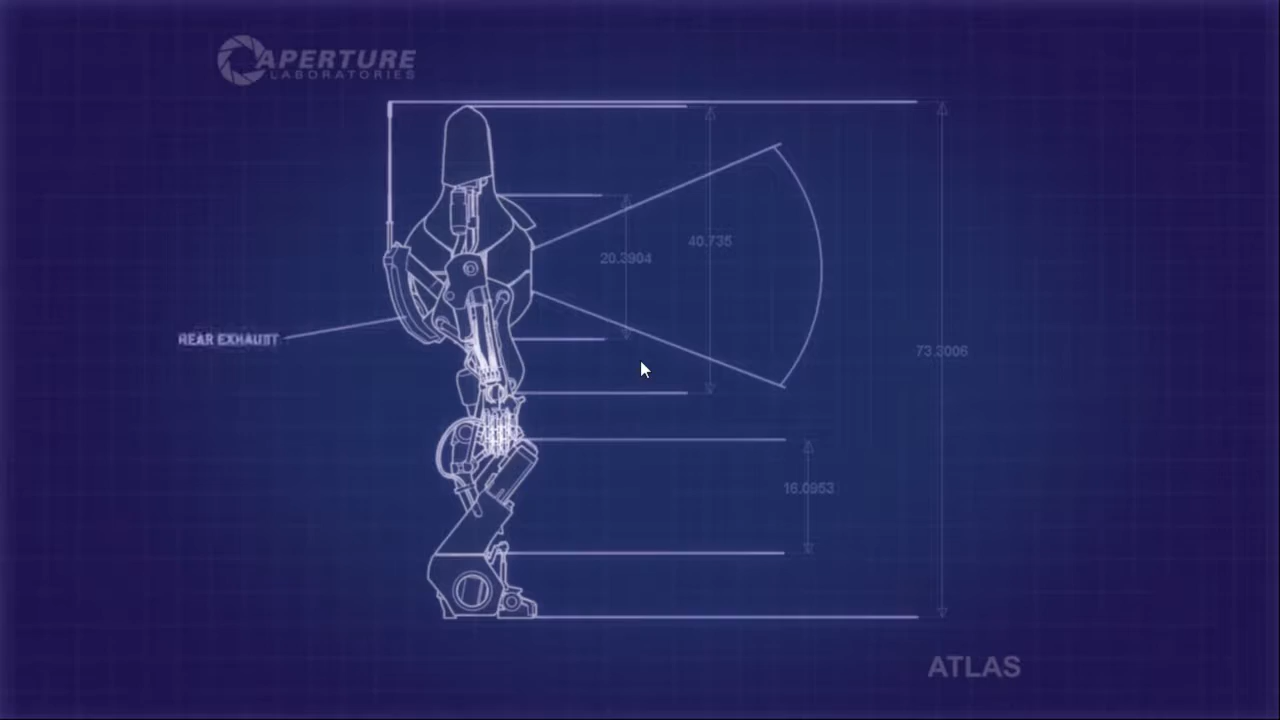 APERTURE
LABORATORIES
20.3904
40.735
REAR EXHAUST
73.3006
16.0953
ATLAS